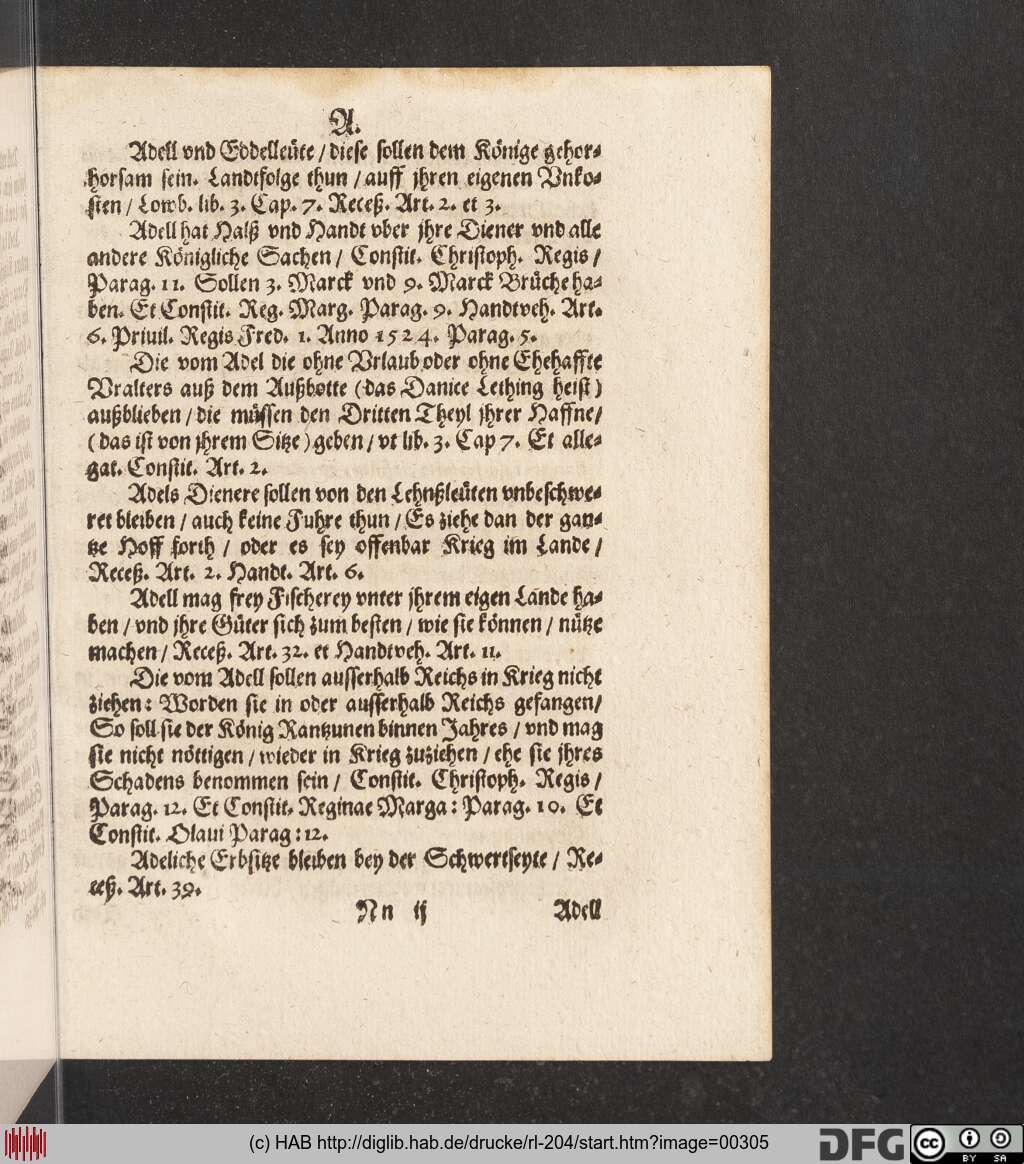 A.
Adell vnd Eddelleüte / diese sollen dem Könige gehor-
horsam sein. Landtfolge thun / auff jhren eigenen Vnko-
sten / Lowb. lib. 3. Cap. 7. Receß. Art. 2. et 3.
Adell hat Halß vnd Handt vber jhre Diener vnd alle
andere Königliche Sachen / Constit. Christoph. Regis /
Parag. 11. Sollen 3. Marck vnd 9. Marck Brüche ha-
ben. Et Constit. Reg. Marg. Parag. 9. Handtveh. Art.
6. Priuil. Regis Fred. 1. Anno 1524. Parag. 5.
Die vom Adel die ohne Vrlaub oder ohne Ehehaffte
Vralters auß dem Außbotte (das Danice Lething heist)
außblieben / die müssen den Dritten Theyl jhrer Haffne /
(das ist von jhrem Sitze) geben / vt lib. 3. Cap 7. Et alle-
gat. Constit. Art. 2.
Adels Dienere sollen von den Lehnßleüten vnbeschwe-
ret bleiben / auch keine Fuhre thun / Es ziehe dan der gan-
tze Hoff forth / oder es sey offenbar Krieg im Lande /
Receß. Art. 2. Handt. Art. 6.
Adell mag frey Fischerey vnter jhrem eigen Lande ha-
ben / vnd jhre Güter sich zum besten / wie sie können / nütze
machen / Receß. Art. 32. et Handtveh. Art. 11.
Die vom Adell sollen ausserhalb Reichs in Krieg nicht
ziehen: Worden sie in oder ausserhalb Reichs gefangen /
So soll sie der König Rantzunen binnen Jahres / vnd mag
sie nicht nöttigen / wieder in Krieg zuziehen / ehe sie jhres
Schadens benommen sein / Constit. Christoph. Regis /
Parag. 12. Et Constit. Reginae Marga: Parag. 10. Et
Constit. Olaui Parag: 12.
Adeliche Erbsitze bleiben bey der Schwertseyte / Re-
ceß. Art. 39.
Nn ij Adell
(c) HAB http://diglib.hab.de/drucke/rl-204/start.htm?image=00305
DFG
cc
BY SA